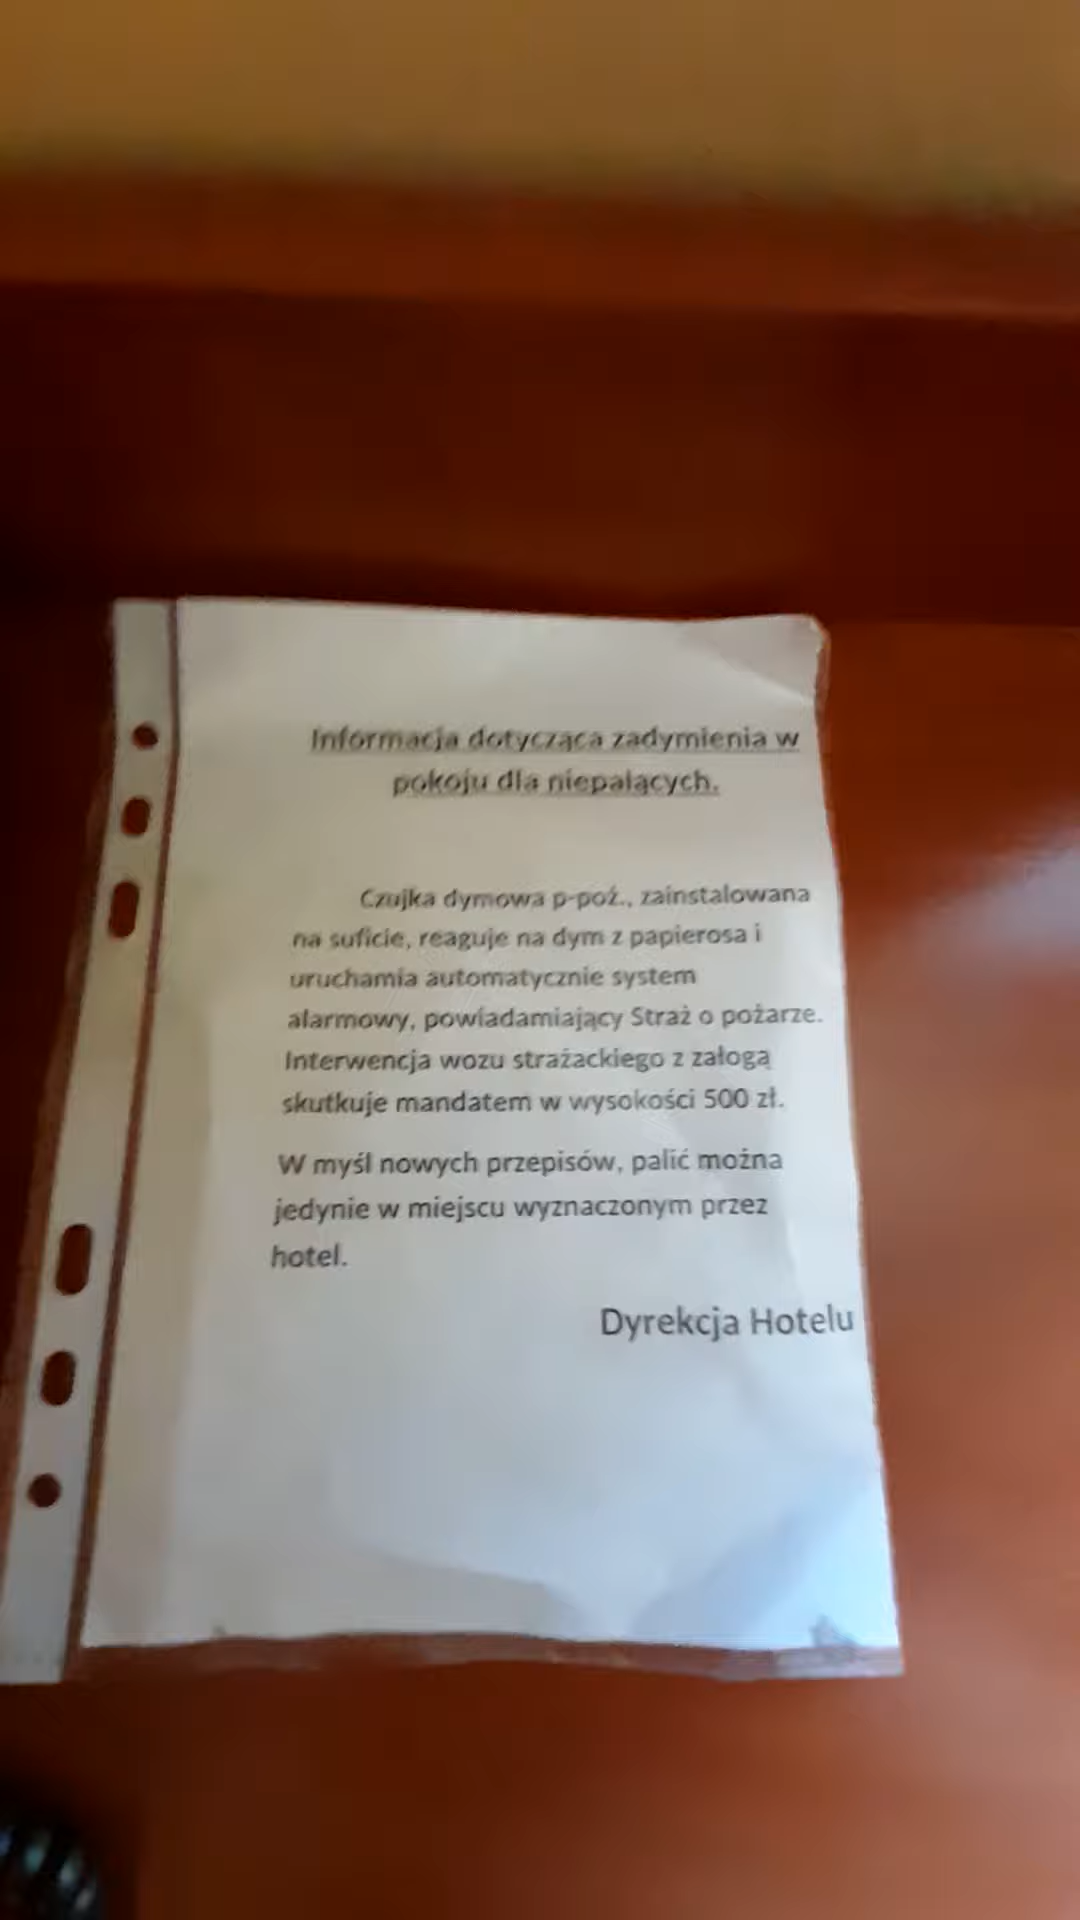 Informacja dotycząca zadymienia w
pokoju dla niepalących.
Czujka dymowa p-poż., zainstalowana
na suficie, reaguje na dym z papierosa i
uruchamia automatycznie system
alarmowy, powiadamiający Straż o pożarze.
Interwencja wozu strażackiego z załogą
skutkuje mandatem w wysokości 500 zł.
W myśl nowych przepisów, palić można
jedynie w miejscu wyznaczonym przez
hotel.
Dyrekcja Hotelu